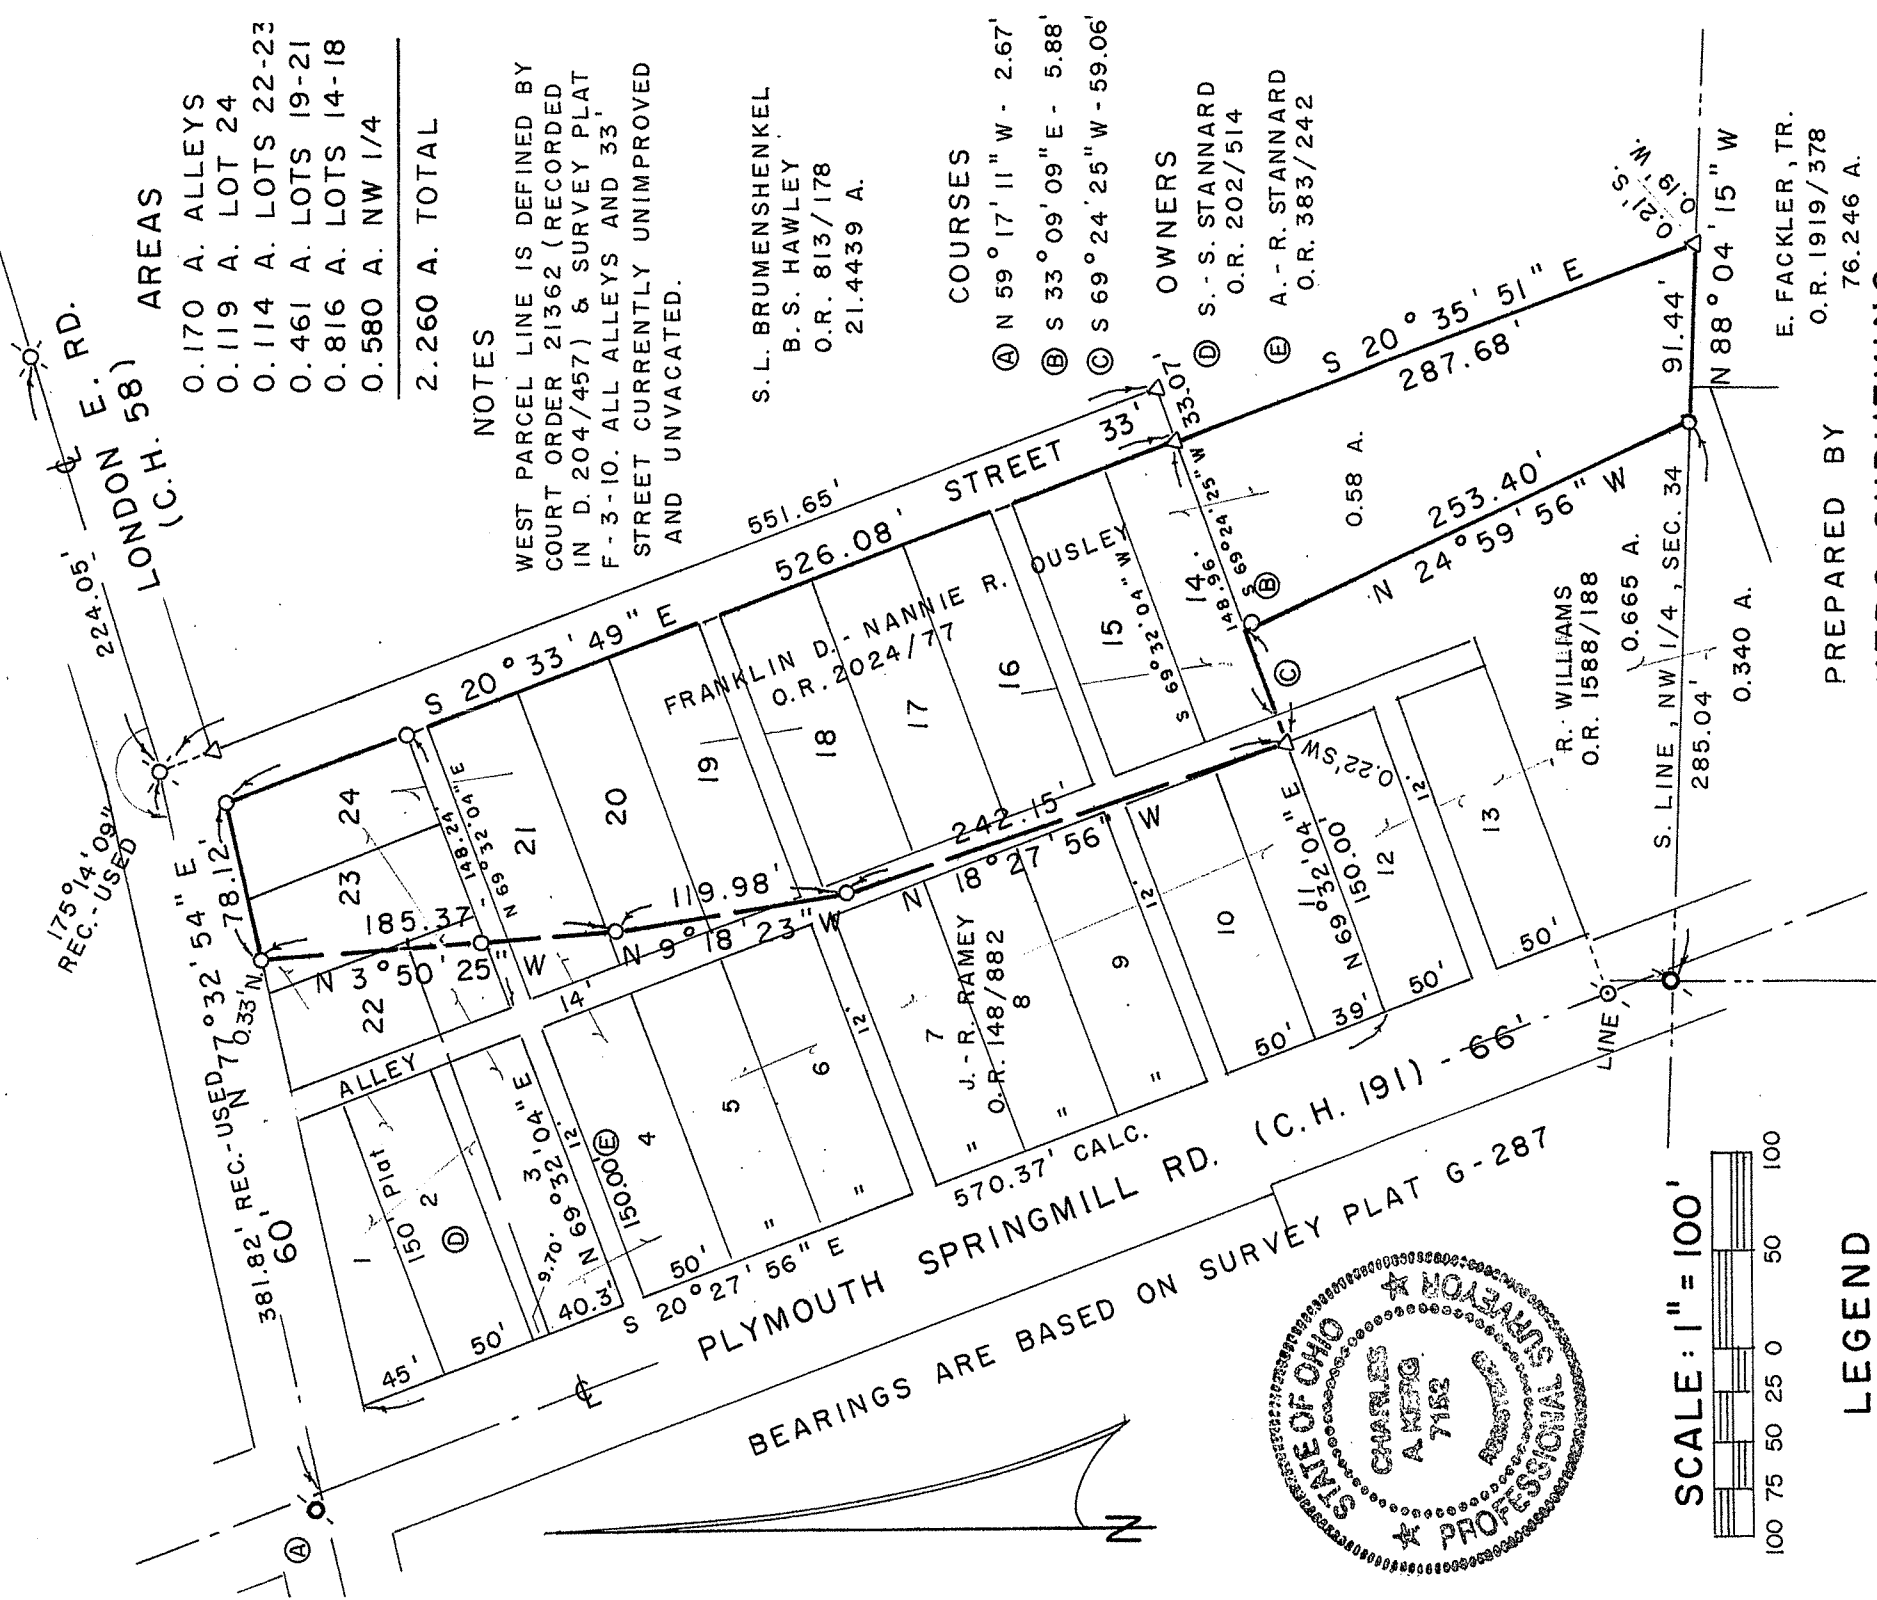 AREAS
0.170 A. ALLEYS
0.119 A. LOT 24
0.114 A. LOTS 22-23
0.461 A. LOTS 19-21
0.816 A. LOTS 14-18
0.580 A. NW 1/4
2.260 A. TOTAL
NOTES
WEST PARCEL LINE IS DEFINED BY
COURT ORDER 21362 (RECORDED
IN D. 204/457) & SURVEY PLAT
F-3-10. ALL ALLEYS AND 33'
STREET CURRENTLY UNIMPROVED
AND UNVACATED.
S. L. BRUMENSHENKEL
B. S. HAWLEY
O.R. 813/178
21.4439 A.
COURSES
Ⓐ N 59°17'11" W - 2.67'
Ⓑ S 33°09'09" E - 5.88'
Ⓒ S 69°24'25" W - 59.06'
OWNERS
Ⓓ S. - S. STANNARD
O.R. 202/514
Ⓔ A. - R. STANNARD
O.R. 383/242
℄ E. RD.
LONDON
(C.H. 58)
224.05'
175°14'09"
REC.-USED
381.82' REC.-USED
N 77°32'54" E
60'
78.12'
0.33' N
185.37'
N 3°50'25" W
119.98'
N 9°18'23" W
242.15'
N 18°27'56" W
S 20°33'49" E
526.08'
551.65'
STREET 33'
33.07'
S 20°35'51" E
287.68'
0.21' S.
0.19' W.
91.44'
N 88°04'15" W
E. FACKLER, TR.
O.R. 1919/378
76.246 A.
253.40'
N 24°59'56" W
0.58 A.
148.96'
S 69°24'25" W
Ⓑ
Ⓒ
S 69°32'04" W
FRANKLIN D. - NANNIE R. OUSLEY
O.R. 2024/77
24
23
22
148.24'
N 69°32'04" E
21
20
19
18
17
16
15
14
ALLEY
14'
1
150' Plat
2
Ⓓ
3
N 69°32'04" E
12'
150.00'
Ⓔ
9.70'
4
5
6
12'
7
J. - R. RAMEY
O.R. 148/882
8
9
12'
10
11
N 69°32'04" E
150.00'
0.22' SW
12
12'
13
45'
50'
40.3'
50'
"
"
"
"
"
50'
39'
50'
50'
S 20°27'56" E
570.37' CALC.
PLYMOUTH SPRINGMILL RD. (C.H. 191) - 66'
℄
Ⓐ
LINE
R. WILLIAMS
O.R. 1588/188
0.6665 A.
S. LINE, NW 1/4, SEC. 34
285.04'
0.340 A.
BEARINGS ARE BASED ON SURVEY PLAT G-287
N
STATE OF OHIO
CHARLES
7152
PROFESSIONAL SURVEYOR
SCALE: 1" = 100'
100 75 50 25 0 50 100
LEGEND
PREPARED BY